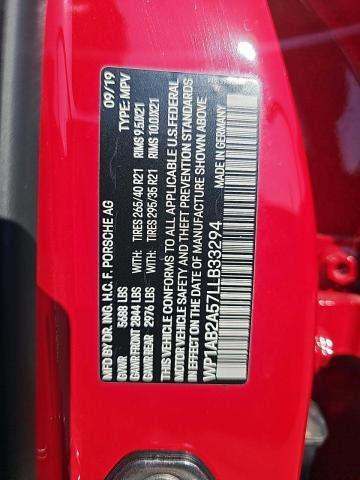 MFD BY DR. ING. H.C. F. PORSCHE AG 09/19
GVWR 5688 LBS TYPE: MPV
GAWR FRONT 2844 LBS WITH: TIRES 265/40 R21 RIMS 9.5JX21
GAWR REAR 2976 LBS WITH: TIRES 295/35 R21 RIMS 10.0JX21
THIS VEHICLE CONFORMS TO ALL APPLICABLE U.S. FEDERAL
MOTOR VEHICLE SAFETY AND THEFT PREVENTION STANDARDS
IN EFFECT ON THE DATE OF MANUFACTURE SHOWN ABOVE
WP1AB2A57LLB33294 MADE IN GERMANY